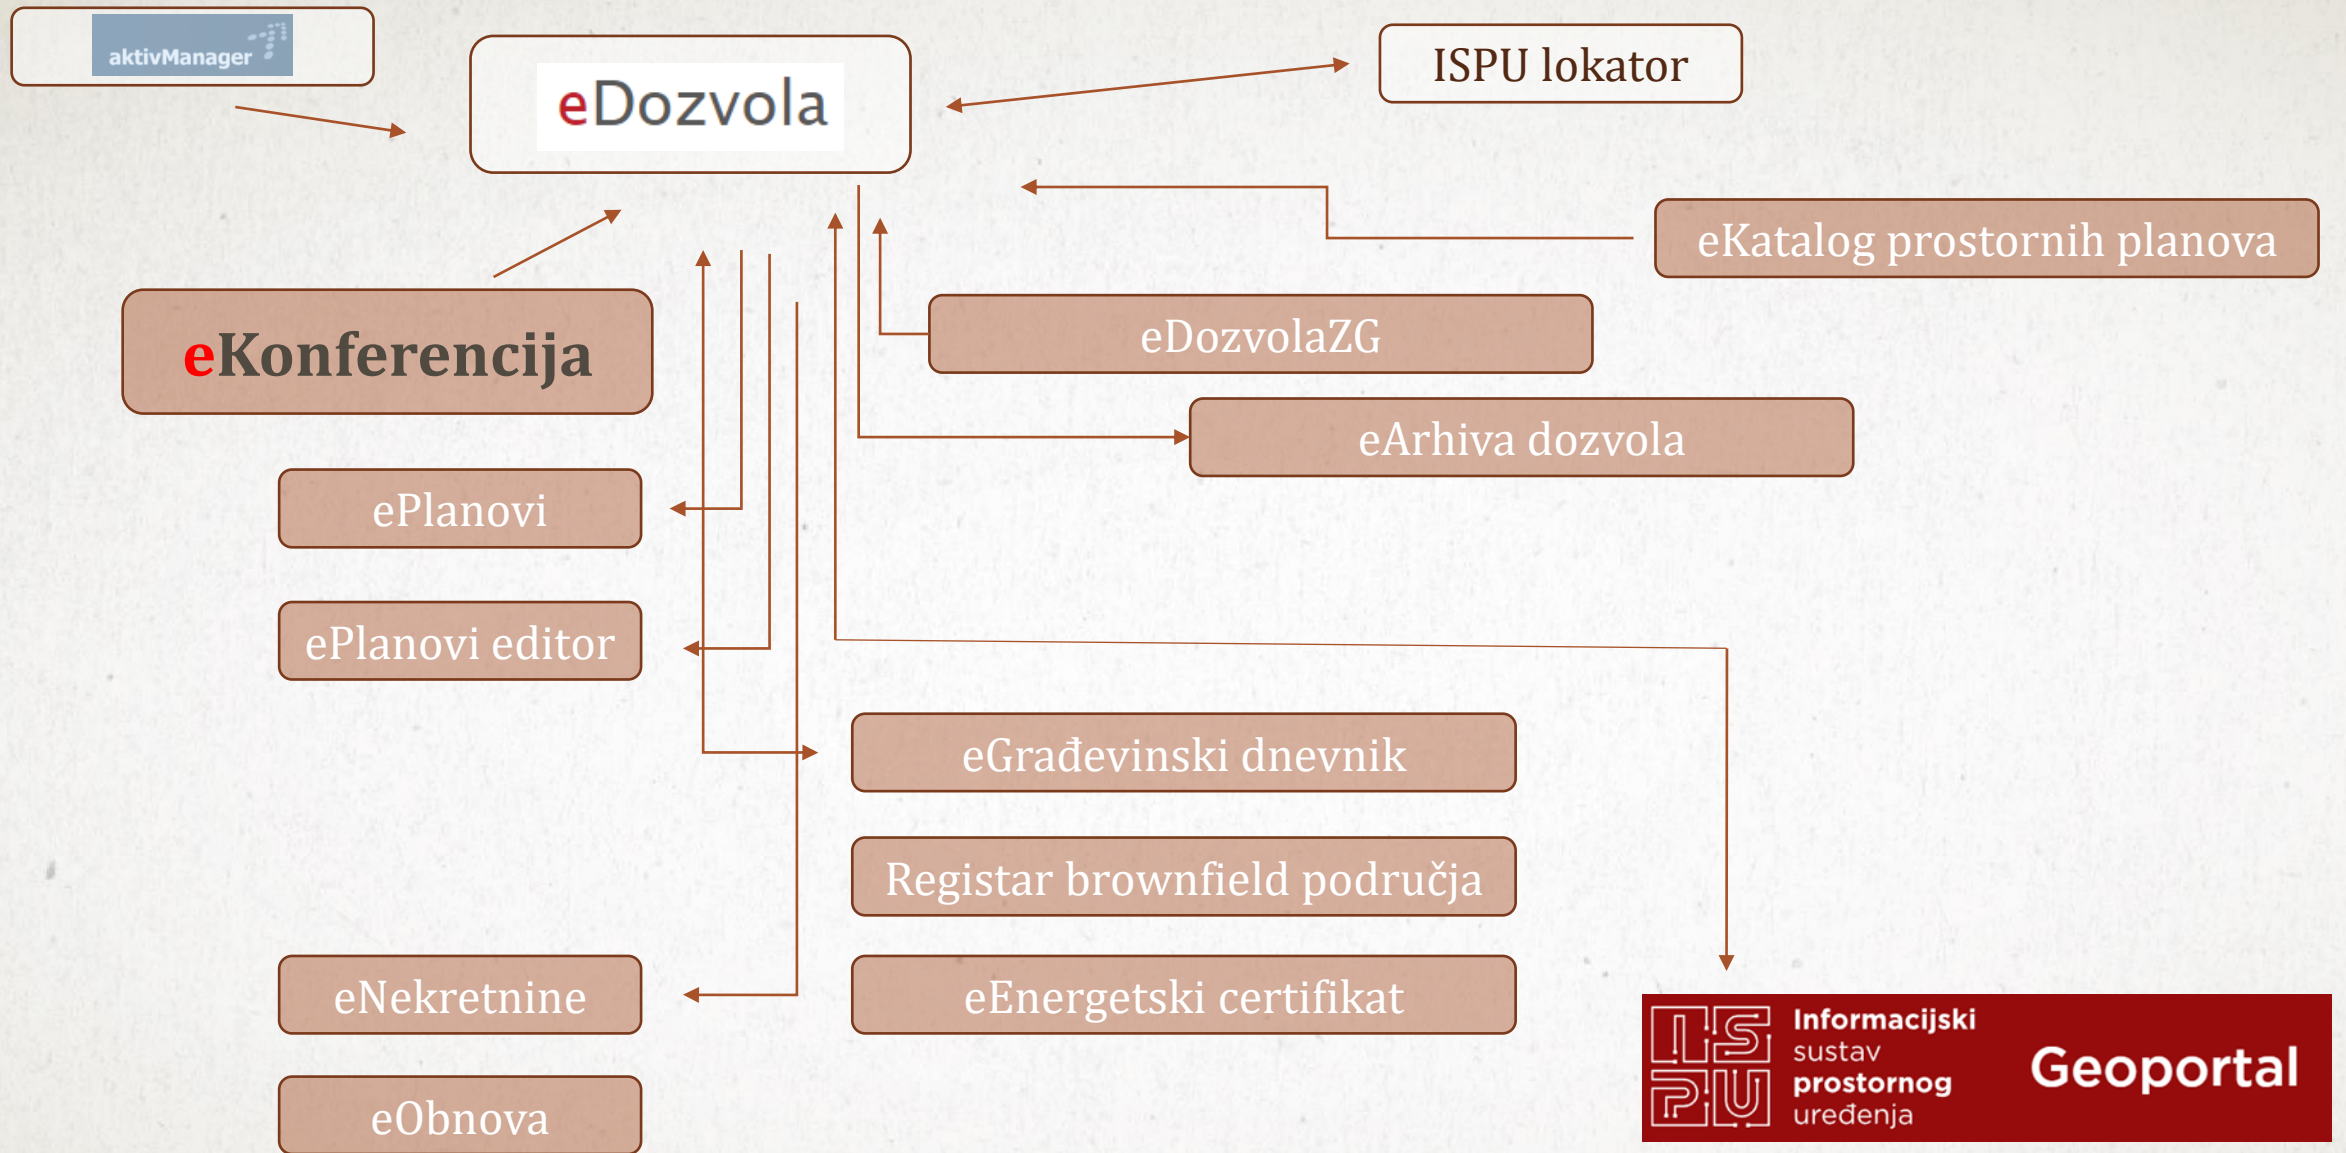 aktivManager
eDozvola
ISPU lokator
eKatalog prostornih planova
eDozvolaZG
eKonferencija
eArhiva dozvola
ePlanovi
ePlanovi editor
eGrađevinski dnevnik
Registar brownfield područja
eNekretnine
eEnergetski certifikat
eObnova
ISPU
Informacijski
sustav
prostornog
uređenja
Geoportal